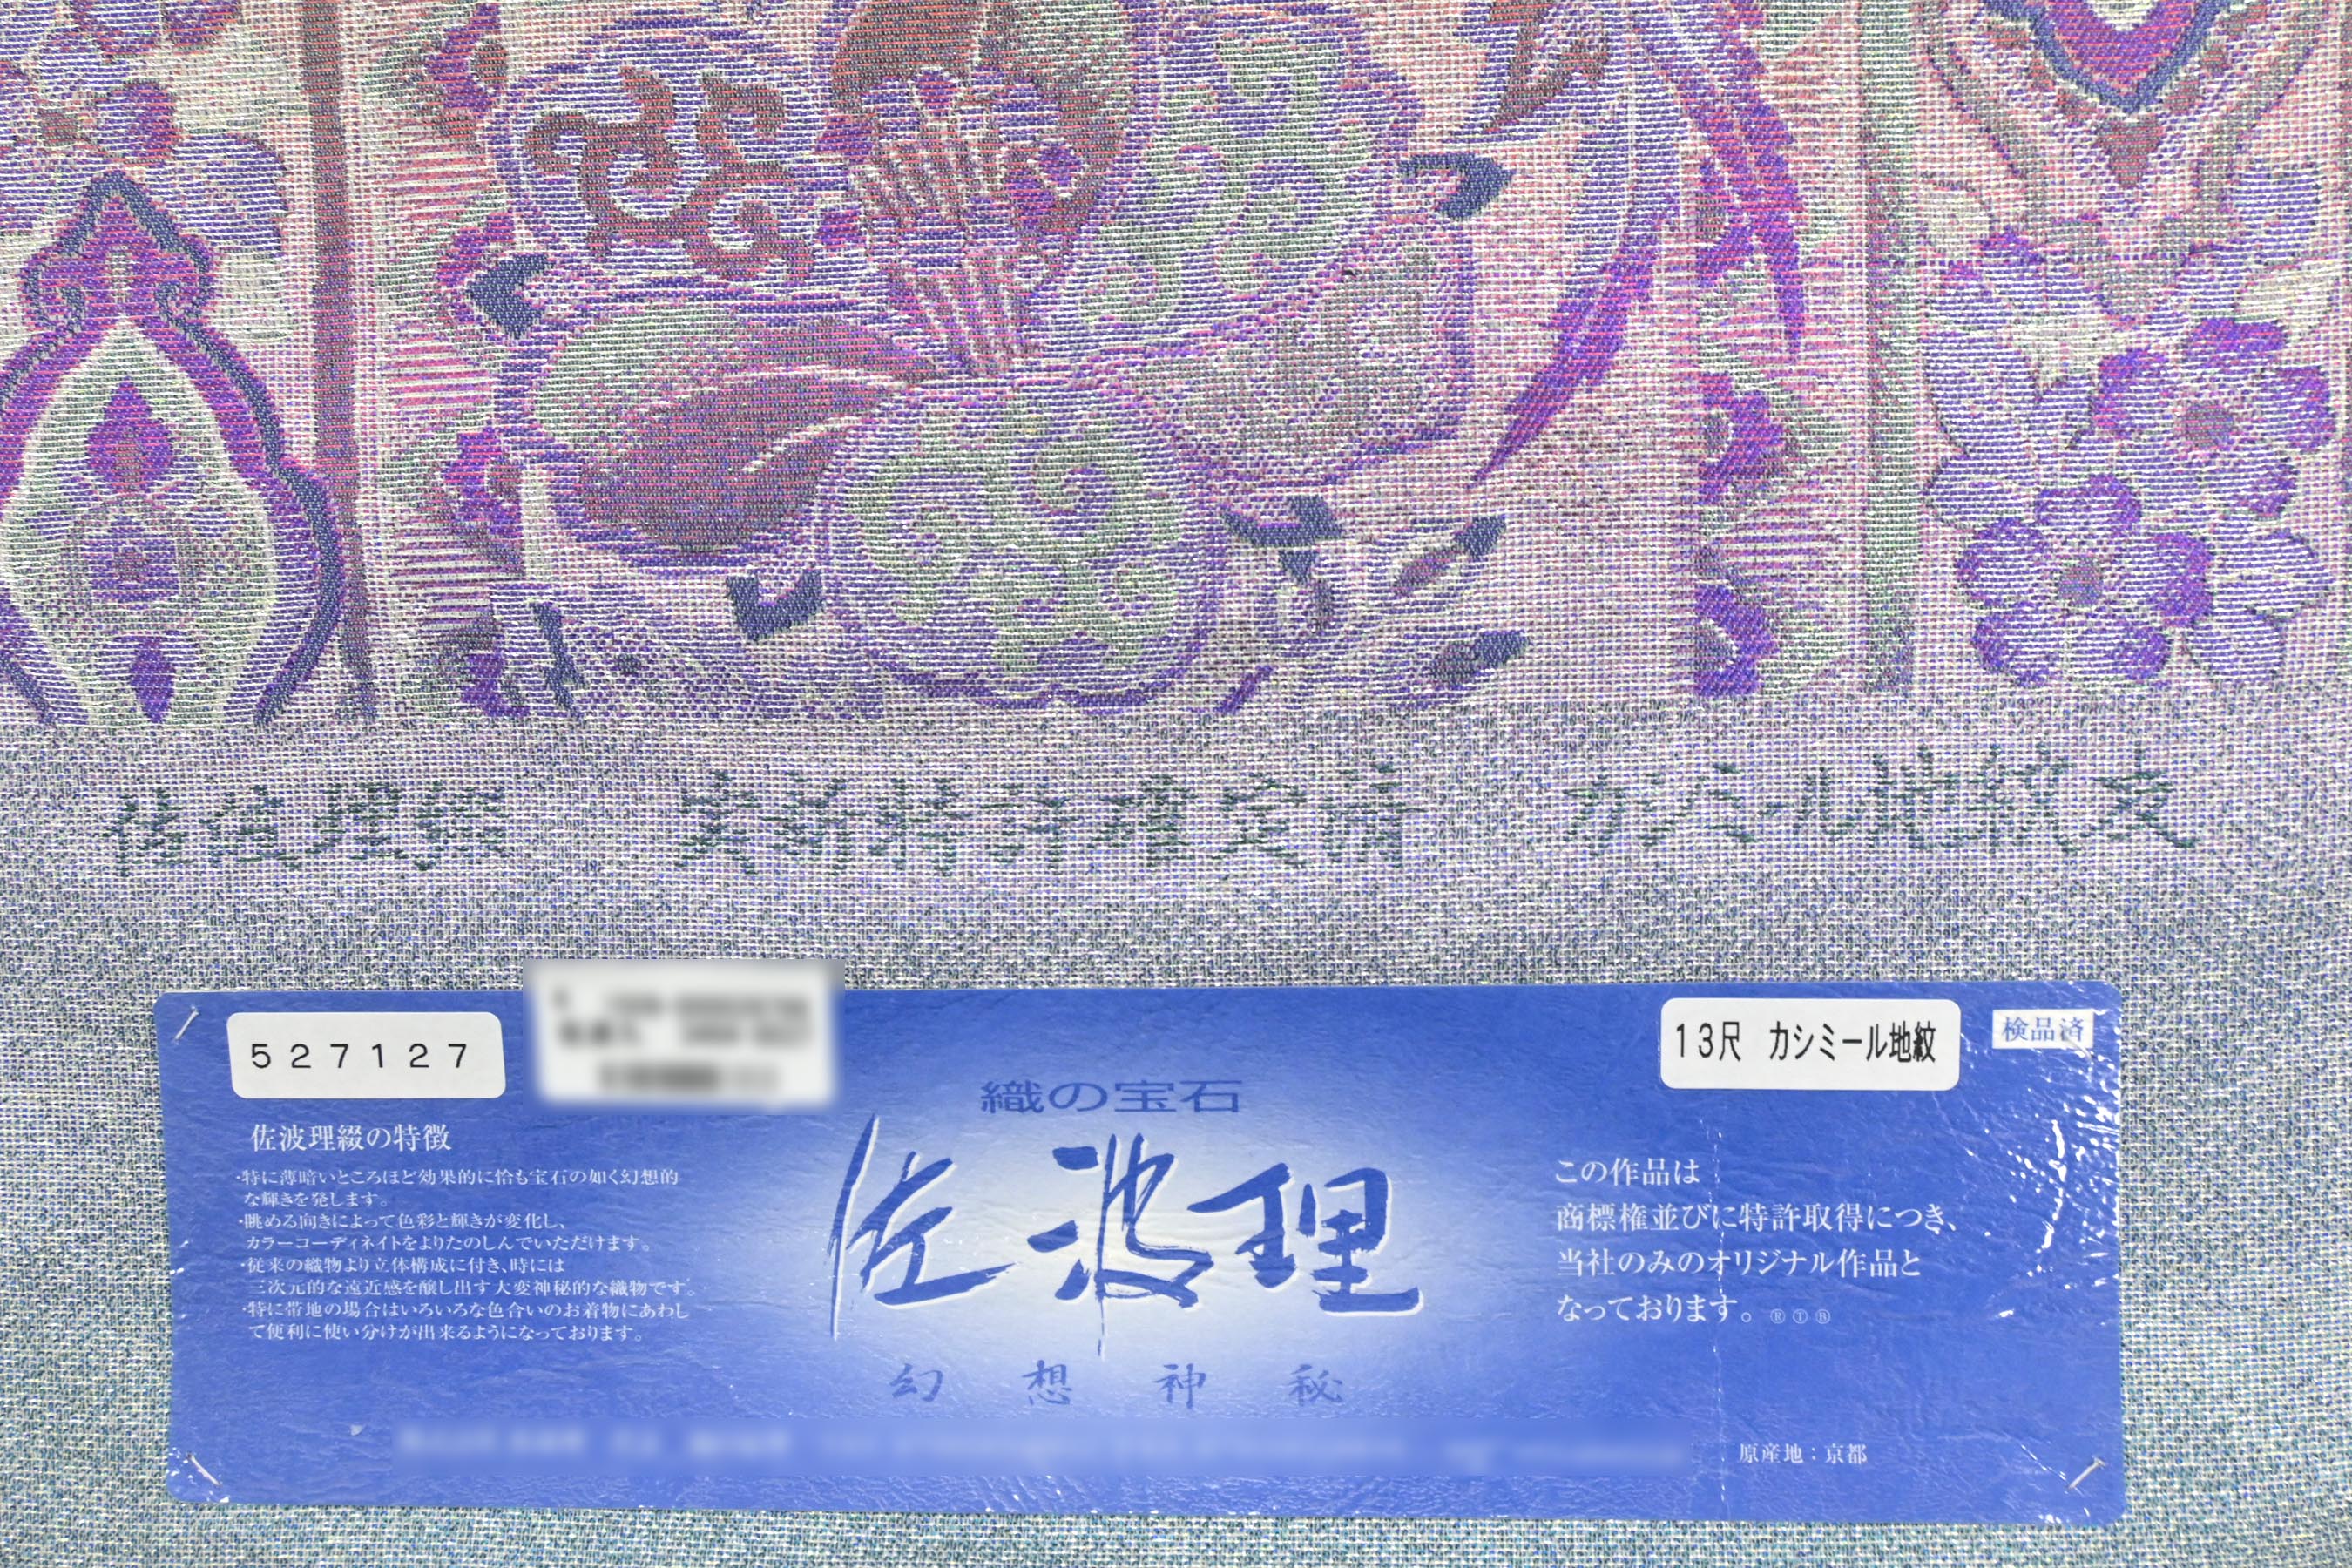 佐波理綴
実新特許確実済
カシミール地紋文
527127
13尺 カシミール地紋
検品済
織の宝石
佐波理
幻想神秘
佐波理綴の特徴
・特に薄暗いところほど効果的に恰も宝石の如く幻想的
な輝きを発します。
・眺める向きによって色彩と輝きが変化し、
カラーコーディネイトをよりたのしんでいただけます。
・従来の織物より立体構成に付き、時には
三次元的な遠近感を醸し出す大変神秘的な織物です。
・特に帯地の場合はいろいろな色合いのお着物にあわし
て便利に使い分けが出来るようになっております。
この作品は
商標権並びに特許取得につき、
当社のみのオリジナル作品と
なっております。ⓇⓉⒷ
原産地：京都